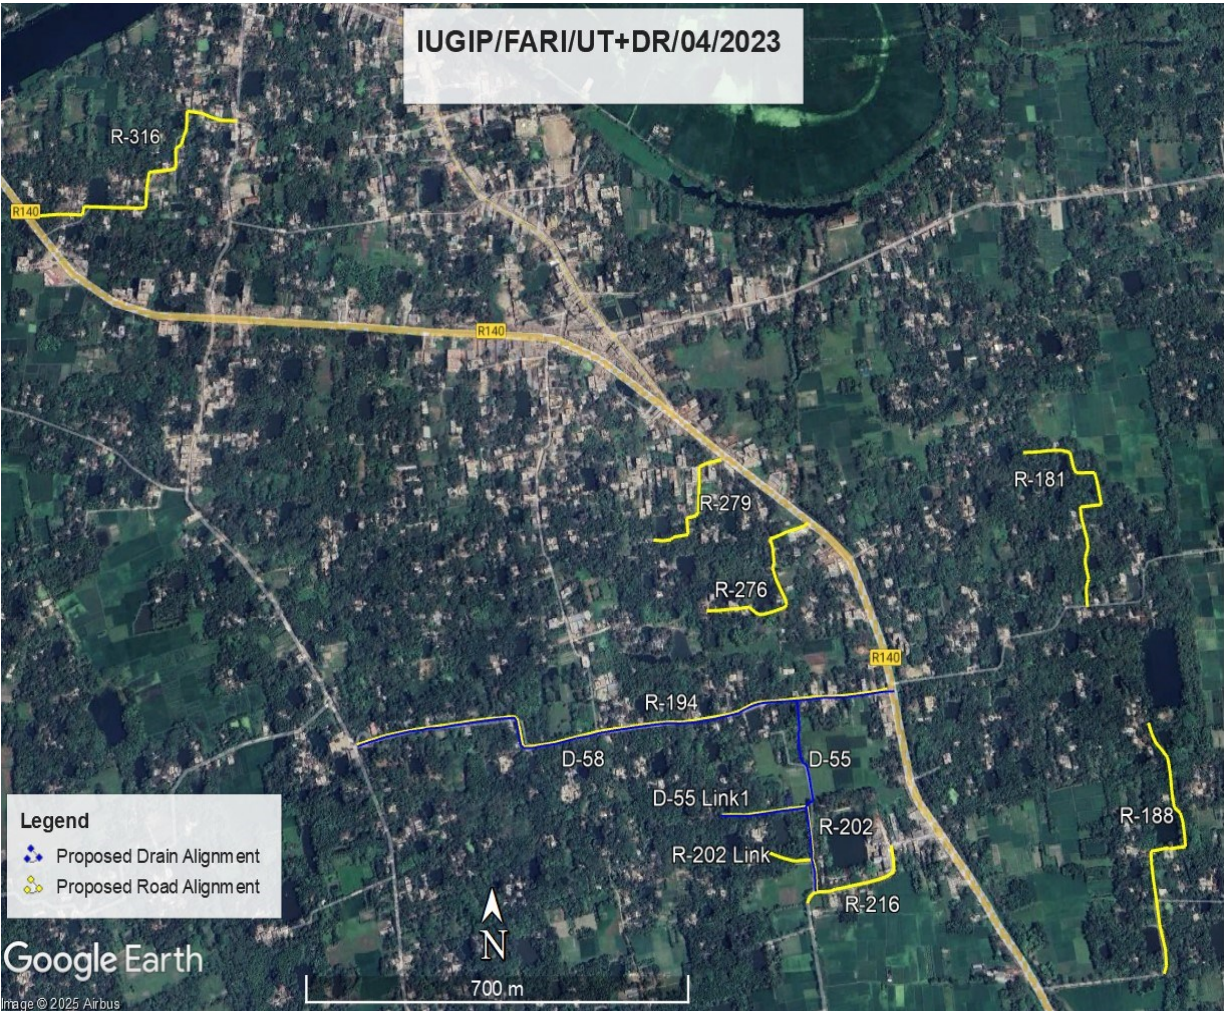 IUGIP/FARI/UT+DR/04/2023
R-316
R140
R140
R-181
R-279
R-276
R140
R-194
D-58
D-55
D-55 Link1
R-202
R-188
R-202 Link
R-216
Legend
Proposed Drain Alignment
Proposed Road Alignment
N
Google Earth
700 m
Image © 2025 Airbus